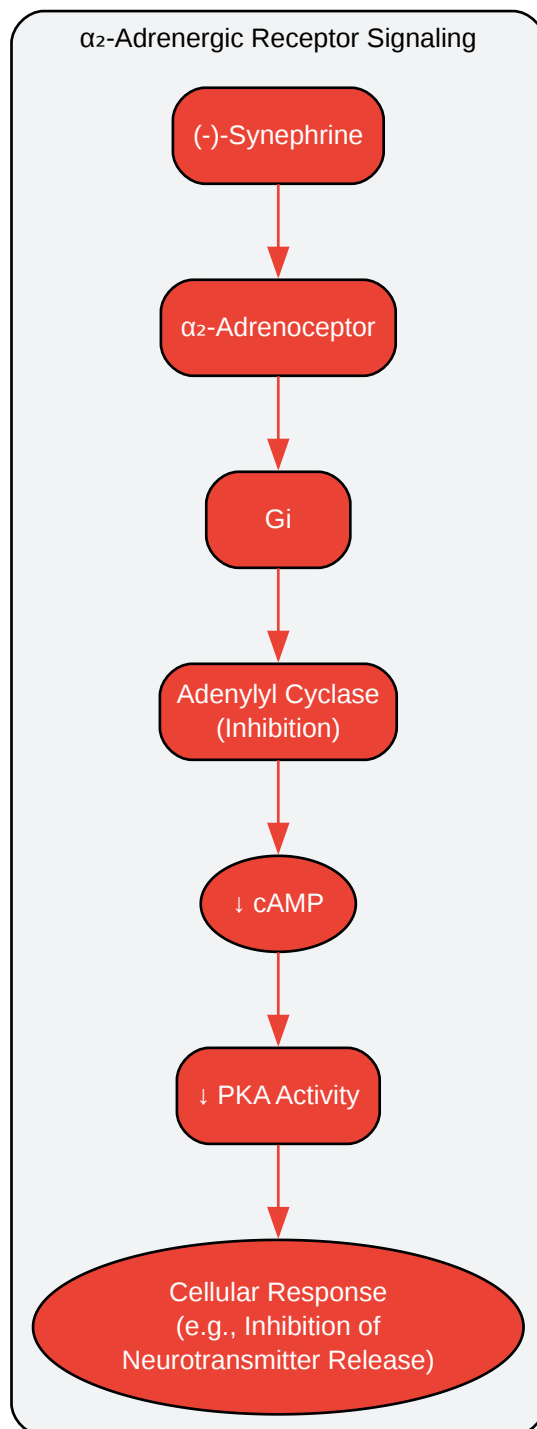 α₂-Adrenergic Receptor Signaling
(-)-Synephrine
α₂-Adrenoceptor
Gi
Adenylyl Cyclase
(Inhibition)
↓ cAMP
↓ PKA Activity
Cellular Response
(e.g., Inhibition of
Neurotransmitter Release)